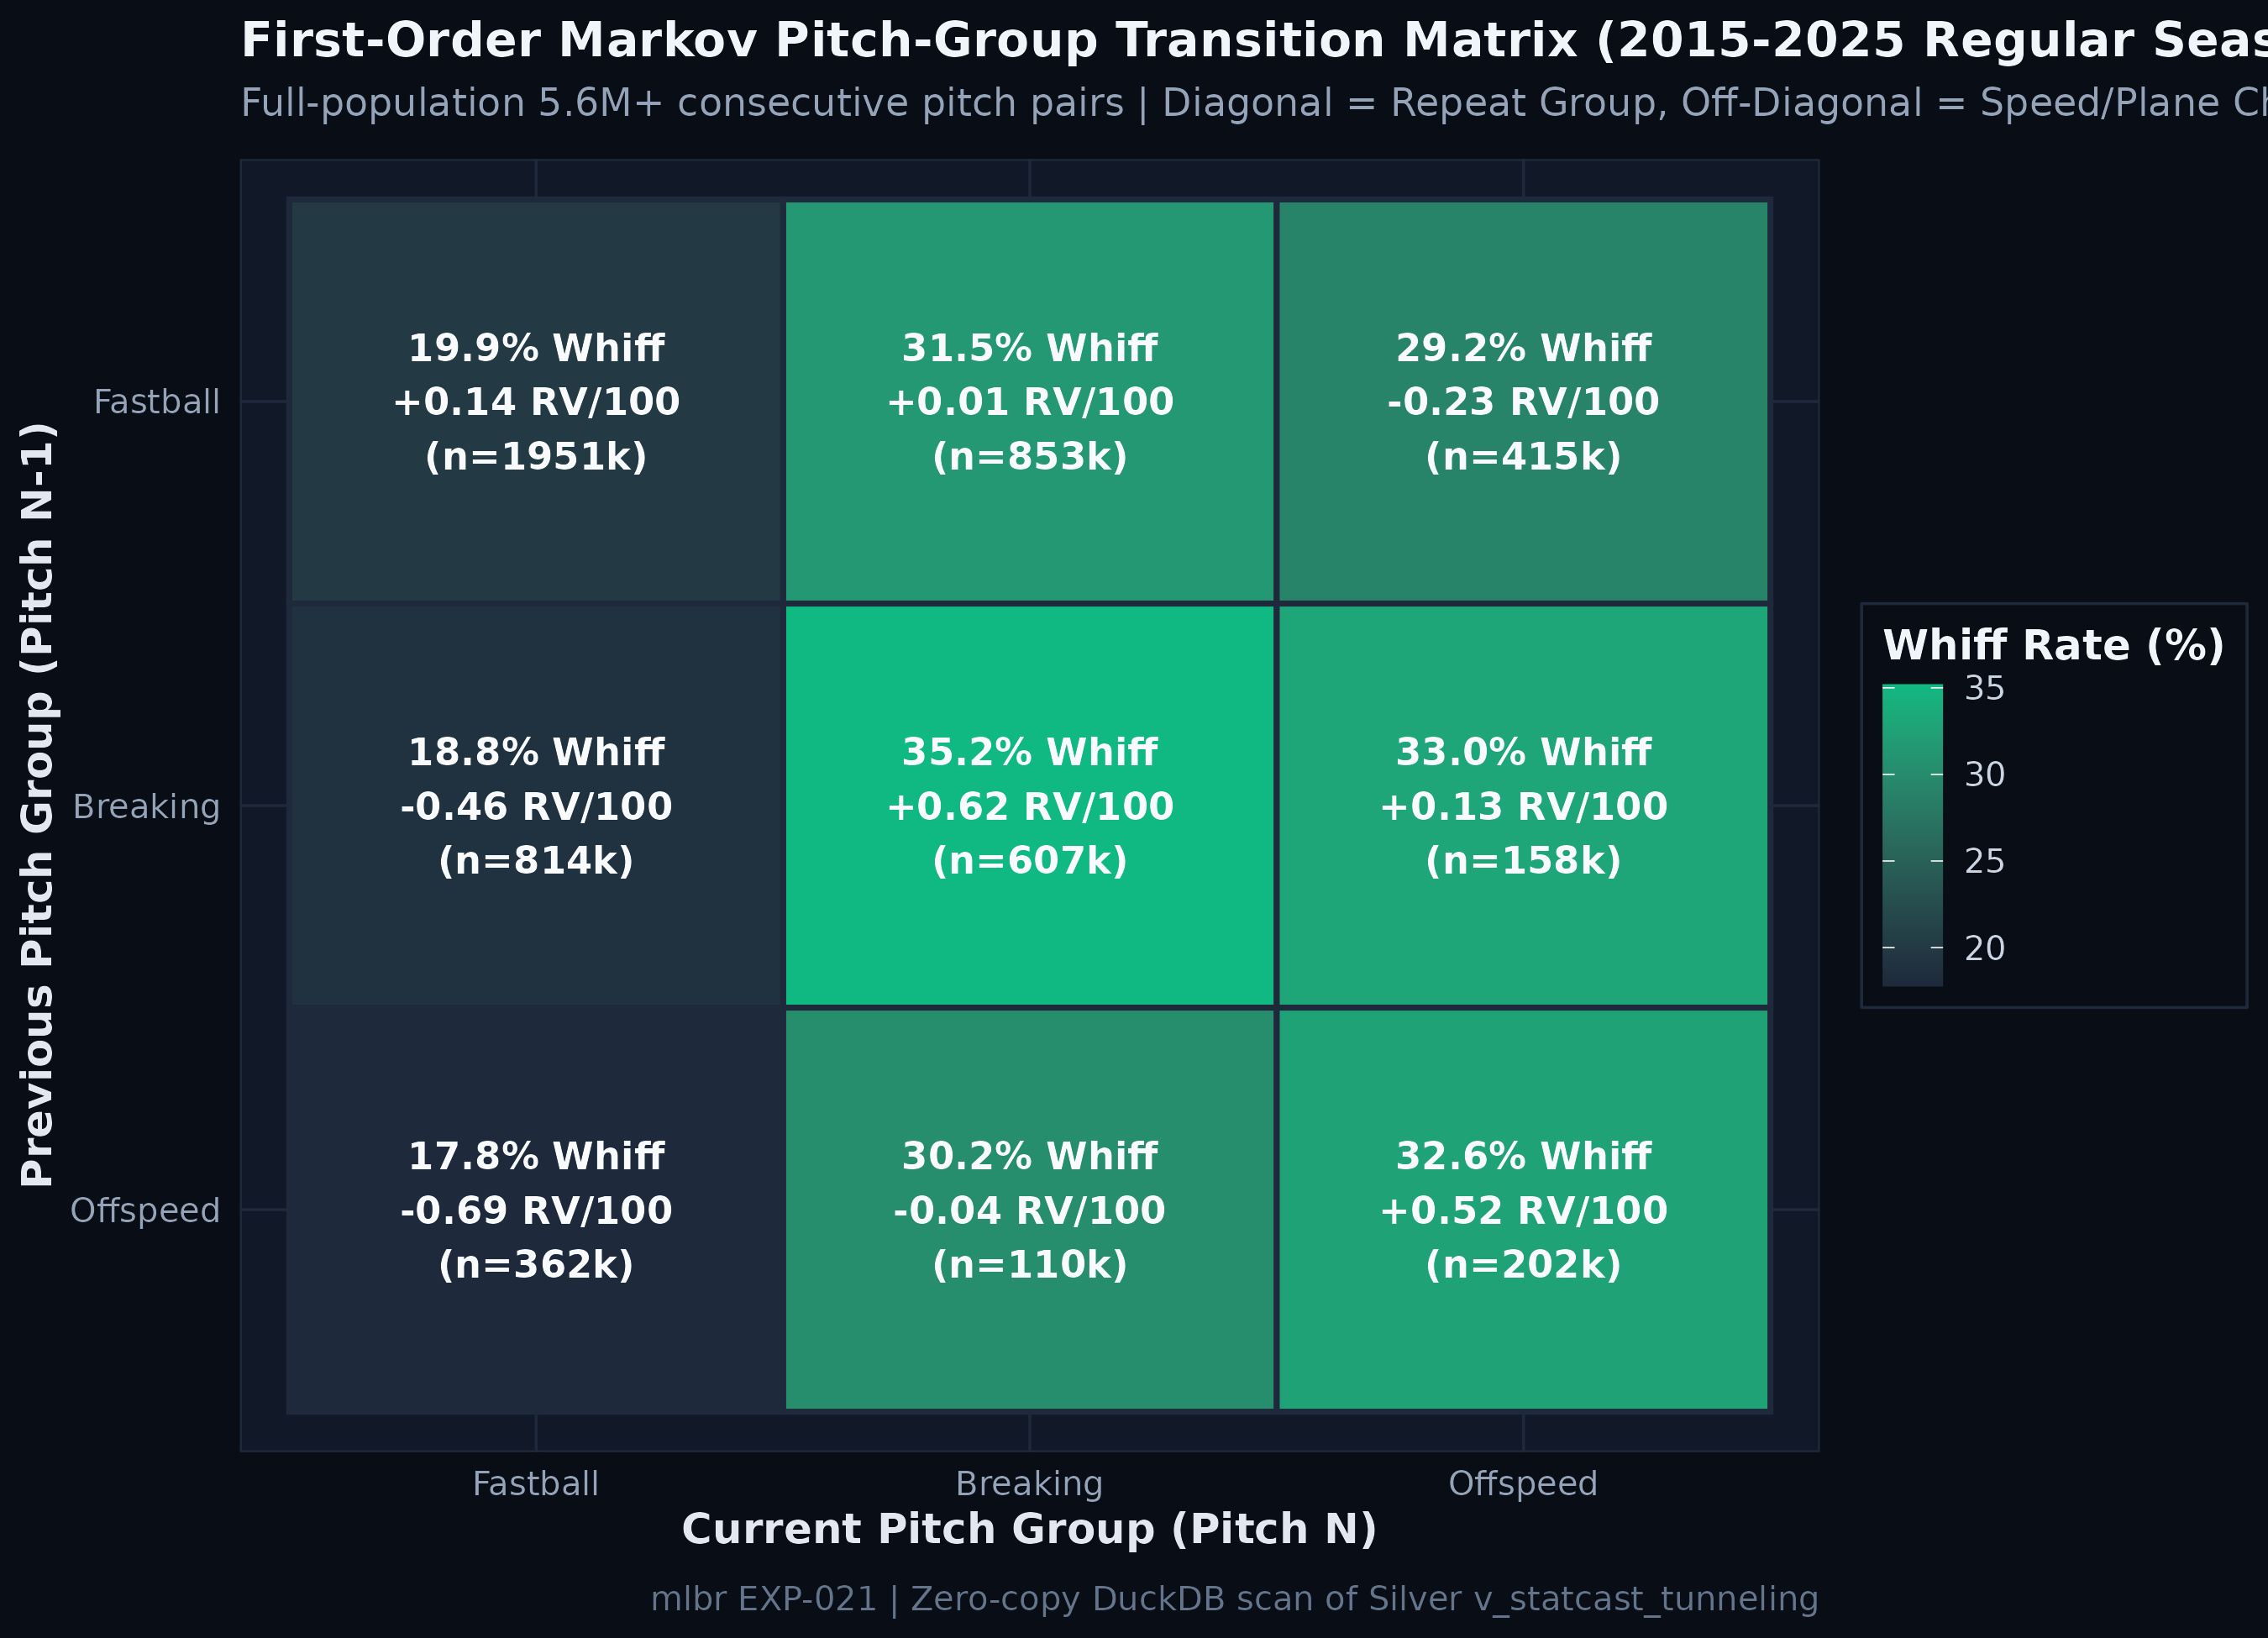 First-Order Markov Pitch-Group Transition Matrix (2015-2025 Regular Seas
Full-population 5.6M+ consecutive pitch pairs | Diagonal = Repeat Group, Off-Diagonal = Speed/Plane Ch
Previous Pitch Group (Pitch N-1)
Fastball
19.9% Whiff
+0.14 RV/100
(n=1951k)
31.5% Whiff
+0.01 RV/100
(n=853k)
29.2% Whiff
-0.23 RV/100
(n=415k)
Breaking
18.8% Whiff
-0.46 RV/100
(n=814k)
35.2% Whiff
+0.62 RV/100
(n=607k)
33.0% Whiff
+0.13 RV/100
(n=158k)
Offspeed
17.8% Whiff
-0.69 RV/100
(n=362k)
30.2% Whiff
-0.04 RV/100
(n=110k)
32.6% Whiff
+0.52 RV/100
(n=202k)
Fastball
Breaking
Offspeed
Current Pitch Group (Pitch N)
Whiff Rate (%)
35
30
25
20
mlbr EXP-021 | Zero-copy DuckDB scan of Silver v_statcast_tunneling